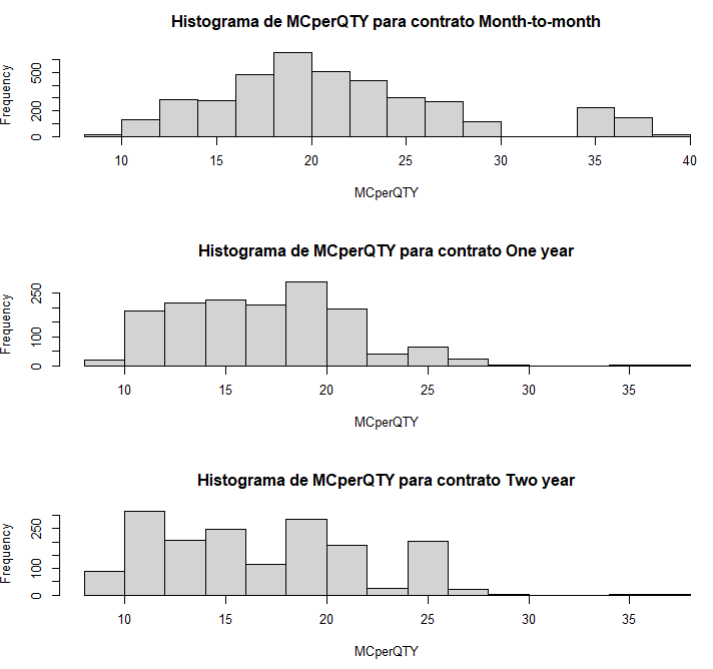 Histograma de MCperQTY para contrato Month-to-month
Frequency
0 200 500
10 15 20 25 30 35 40
MCperQTY
Histograma de MCperQTY para contrato One year
Frequency
0 100 250
10 15 20 25 30 35
MCperQTY
Histograma de MCperQTY para contrato Two year
Frequency
0 100 250
10 15 20 25 30 35
MCperQTY